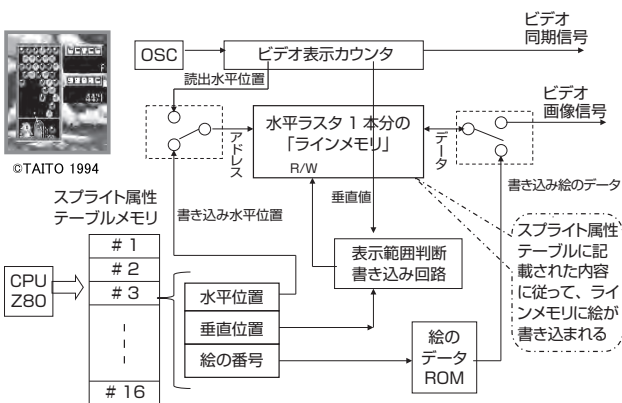 ビデオ
同期信号
OSC
ビデオ表示カウンタ
読出水平位置
ビデオ
画像信号
水平ラスタ 1 本分の
「ラインメモリ」
R/W
アドレス
データ
©TAITO 1994
スプライト属性
テーブルメモリ
書き込み水平位置
垂直値
書き込み絵のデータ
# 1
# 2
# 3
# 16
CPU
Z80
表示範囲判断
書き込み回路
スプライト属性
テーブルに記
載された内容
に従って、ライ
ンメモリに絵が
書き込まれる
水平位置
垂直位置
絵の番号
絵の
データ
ROM